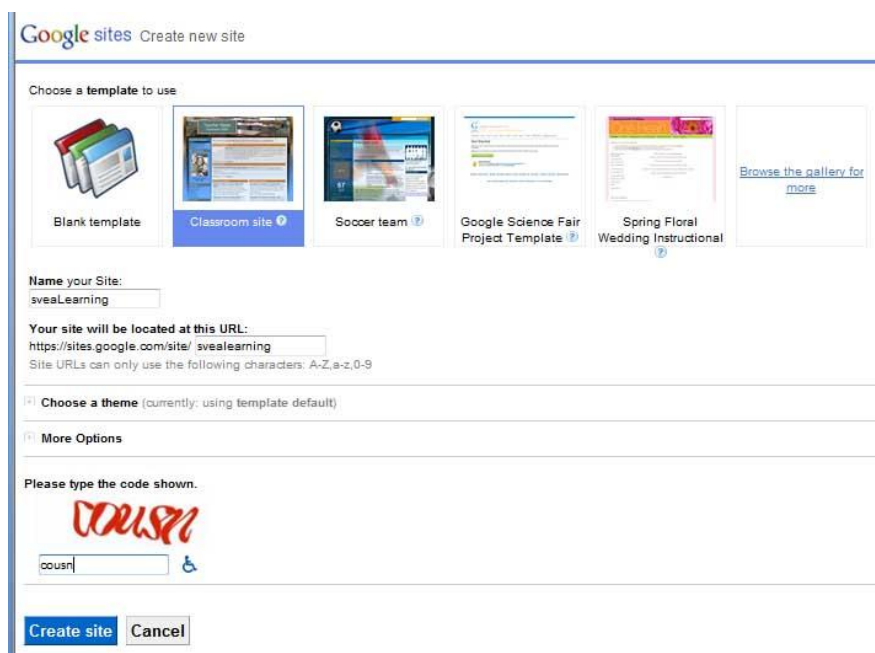 Google sites Create new site
Choose a template to use
Blank template
Classroom site ?
Soccer team ?
Google Science Fair
Project Template ?
Spring Floral
Wedding Instructional
?
Browse the gallery for
more
Name your Site:
sveaLearning
Your site will be located at this URL:
https://sites.google.com/site/ svealearning
Site URLs can only use the following characters: A-Z,a-z,0-9
Choose a theme (currently: using template default)
More Options
Please type the code shown.
cousn
cousn
Create site Cancel